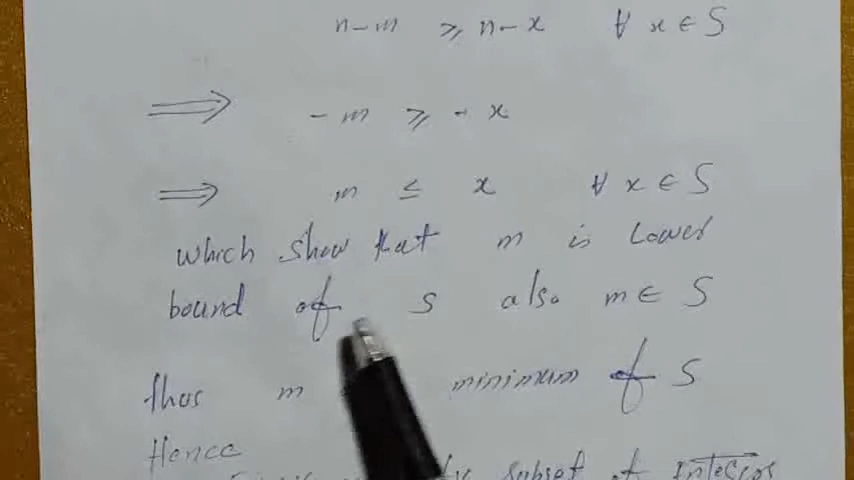 n-m ⩾ n-x ∀ x ∈ S
⟹ -m ⩾ -x
⟹ m ≤ x ∀ x ∈ S
which show that m is Lower
bound of S also m ∈ S
thus m minimum of S
Hence
subset of Integers